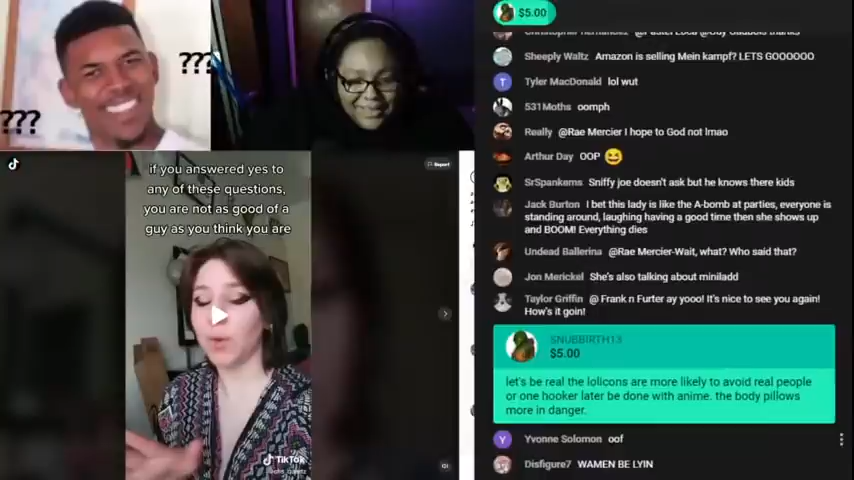 ???
???
if you answered yes to
any of these questions,
you are not as good of a
guy as you think you are
Report
TikTok
$5.00
Sheeply Waltz Amazon is selling Mein kampf? LETS GOOOOOO
Tyler MacDonald lol wut
531Moths oomph
Really @Rae Mercier I hope to God not lmao
Arthur Day OOP 😆
SrSpankems Sniffy joe doesn't ask but he knows there kids
Jack Burton I bet this lady is like the A-bomb at parties, everyone is
standing around, laughing having a good time then she shows up
and BOOM! Everything dies
Undead Ballerina @Rae Mercier-Wait, what? Who said that?
Jon Merickel She's also talking about miniladd
Taylor Griffin @ Frank n Furter ay yooo! It's nice to see you again!
How's it goin!
SNUBBIRTH13
$5.00
let's be real the lolicons are more likely to avoid real people
or one hooker later be done with anime. the body pillows
more in danger.
Yvonne Solomon oof
Disfigure7 WAMEN BE LYIN